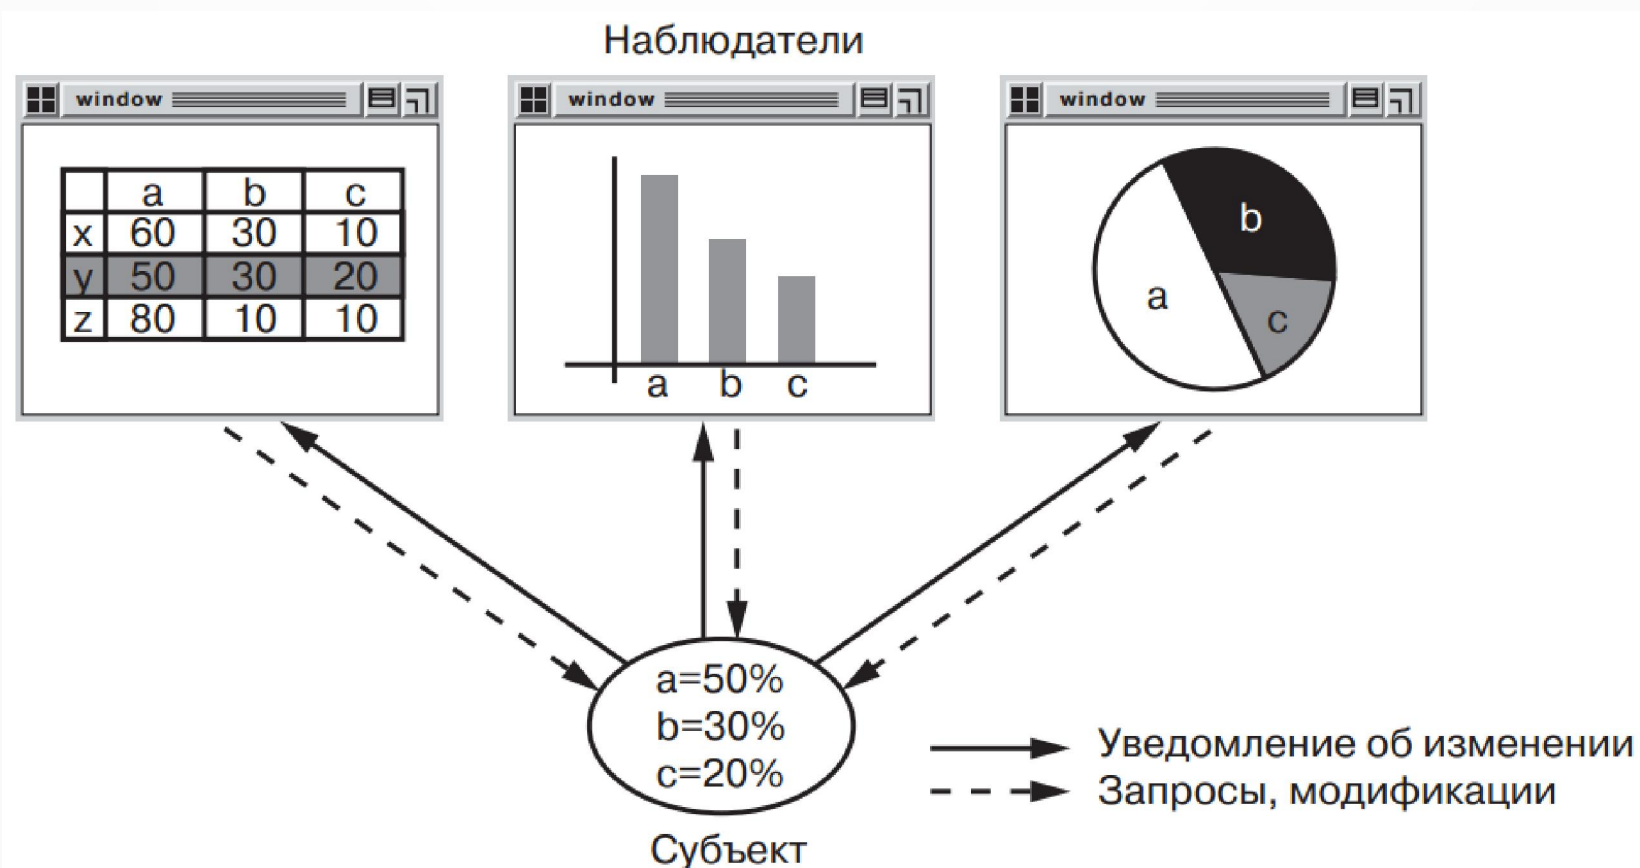 Наблюдатели
window
a b c
x 60 30 10
y 50 30 20
z 80 10 10
window
a b c
window
b
a
c
a=50%
b=30%
c=20%
Субъект
Уведомление об изменении
Запросы, модификации